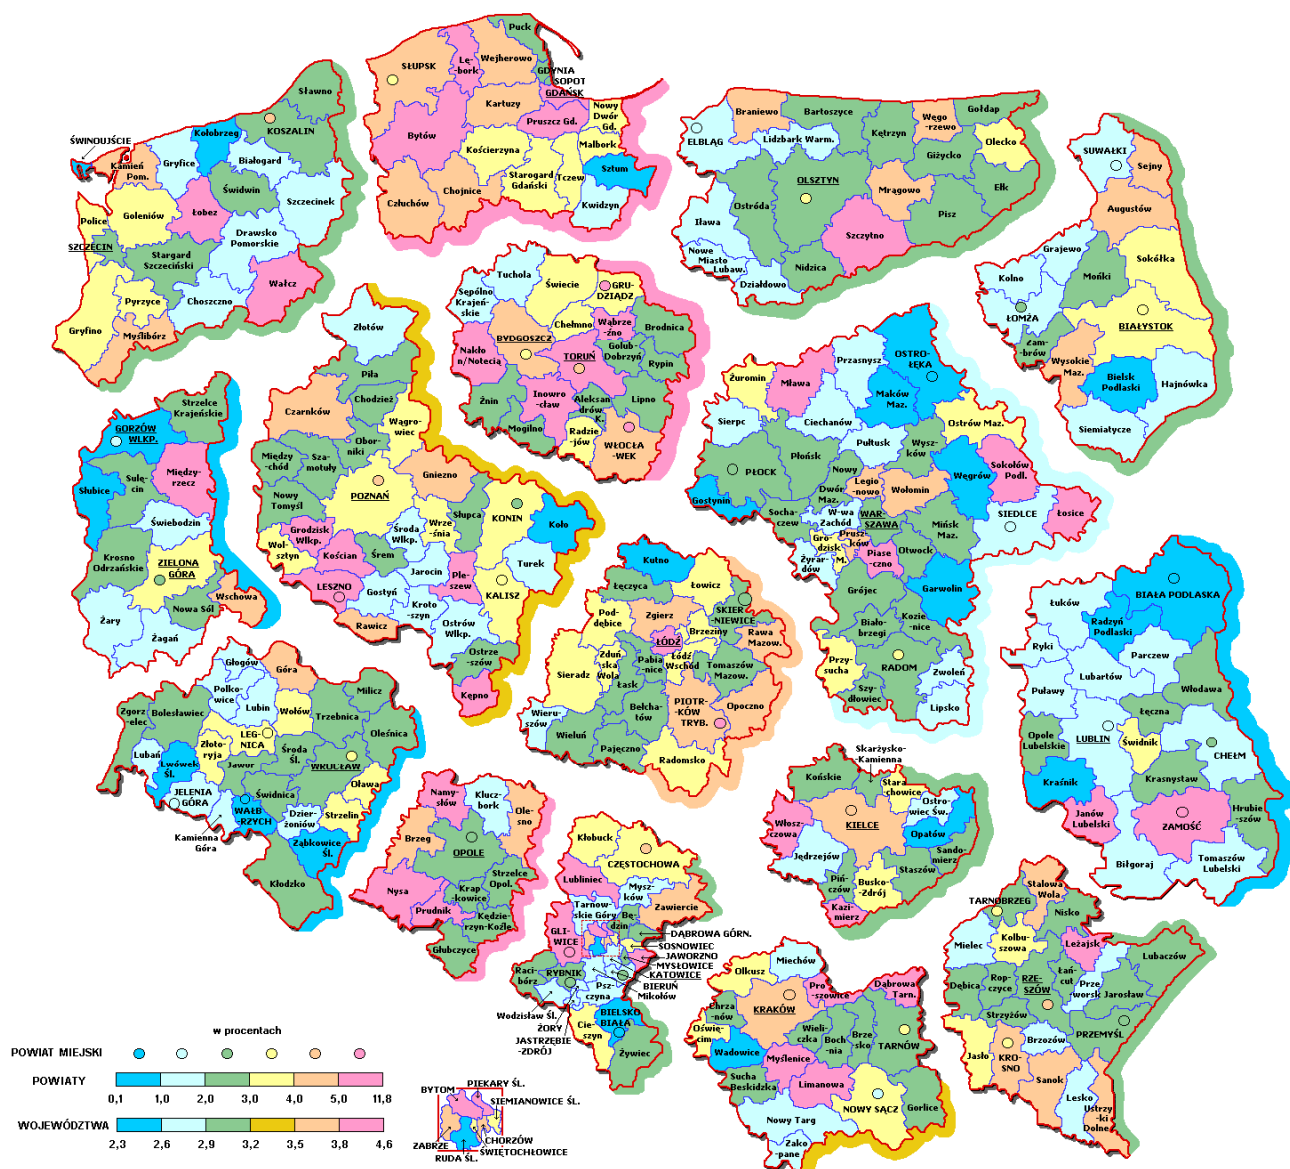 Puck
SŁUPSK
Lę-
bork
Wejherowo
GDYNIA
SOPOT
GDAŃSK
Kartuzy
Pruszcz Gd.
Nowy
Dwór
Gd.
Bytów
Kościerzyna
Malbork
Starogard
Gdański
Tczew
Sztum
Człuchów
Chojnice
Kwidzyn
Sławno
ŚWINOUJŚCIE
Kołobrzeg
KOSZALIN
Kamień
Pom.
Gryfice
Białogard
Świdwin
Szczecinek
Goleniów
Łobez
Police
SZCZECIN
Drawsko
Pomorskie
Stargard
Szczeciński
Wałcz
Pyrzyce
Choszczno
Gryfino
Myślibórz
Braniewo
Bartoszyce
Węgo
-rzewo
Gołdap
ELBLĄG
Lidzbark Warm.
Kętrzyn
Olecko
Giżycko
OLSZTYN
Mrągowo
Ełk
Ostróda
Pisz
Iława
Szczytno
Nowe
Miasto
Lubaw.
Nidzica
Działdowo
SUWAŁKI
Sejny
Augustów
Grajewo
Sokółka
Kolno
Mońki
ŁOMŻA
BIAŁYSTOK
Zam-
brów
Wysokie
Maz.
Bielsk
Podlaski
Hajnówka
Siemiatycze
Tuchola
Sępólno
Krajeń-
skie
Świecie
GRU-
DZIĄDZ
Chełmno
Wąbrze-
źno
Brodnica
BYDGOSZCZ
TORUŃ
Golub-
Dobrzyń
Nakło
n/Notecią
Rypin
Żnin
Inowro-
cław
Aleksan-
drów
K.
Lipno
Mogilno
Radzie
-jów
WŁOCŁA
-WEK
Złotów
Piła
Chodzież
Czarnków
Wągro-
wiec
Obor-
niki
Między
-chód
Sza-
motuły
Gniezno
POZNAŃ
Nowy
Tomyśl
Słupca
KONIN
Koło
Grodzisk
Wlkp.
Środa
Wlkp.
Wrze
-śnia
Wol-
sztyn
Kościan
Śrem
Turek
Jarocin
Ple-
szew
LESZNO
Gostyń
KALISZ
Kroto
-szyn
Rawicz
Ostrów
Wlkp.
Ostrze-
szów
Kępno
Strzelce
Krajeńskie
GORZÓW
WLKP.
Między-
rzecz
Słubice
Sulę-
cin
Świebodzin
Krosno
Odrzańskie
ZIELONA
GÓRA
Wschowa
Nowa Sól
Żary
Żagań
Żuromin
Mława
Przasnysz
OSTRO-
ŁĘKA
Maków
Maz.
Sierpc
Ciechanów
Ostrów Maz.
Pułtusk
Wysz-
ków
PŁOCK
Płońsk
Sokołów
Podl.
Węgrów
Gostynin
Nowy
Dwór
Maz.
Legio
-nowo
Wołomin
SIEDLCE
Łosice
Socha-
czew
W-wa
Zachód
WAR-
SZAWA
Mińsk
Maz.
Gro-
dzisk
M.
Prusz-
ków
Piase
-czno
Otwock
Żyrar-
dów
Garwolin
Grójec
Biało-
brzegi
Kozie-
nice
Przy-
sucha
RADOM
Zwoleń
Szy-
dłowiec
Lipsko
Kutno
Łęczyca
Łowicz
SKIER
NIEWICE
Pod-
dębice
Zgierz
Brzeziny
Rawa
Mazow.
ŁÓDŹ
Łódź
Wschód
Zduń
ska
Wola
Pabia
-nice
Tomaszów
Mazow.
Sieradz
Łask
PIOTR-
KÓW
TRYB.
Opoczno
Bełcha-
tów
Wieru-
szów
Wieluń
Pajęczno
Radomsko
BIAŁA PODLASKA
Łuków
Radzyń
Podlaski
Ryki
Parczew
Lubartów
Włodawa
Puławy
Łęczna
LUBLIN
Świdnik
CHEŁM
Opole
Lubelskie
Krasnystaw
Kraśnik
Hrubie-
szów
Janów
Lubelski
ZAMOŚĆ
Biłgoraj
Tomaszów
Lubelski
Głogów
Góra
Polko-
wice
Lubin
Milicz
Zgorz
-elec
Bolesławiec
Wołów
Trzebnica
Oleśnica
LEG-
NICA
Lubań
Złoto-
ryja
Środa
Śl.
WROCŁAW
Lwówek
Śl.
Jawor
Oława
JELENIA
GÓRA
Świdnica
WAŁB
-RZYCH
Dzier-
żoniów
Strzelin
Kamienna
Góra
Ząbkowice
Śl.
Kłodzko
Namy-
słów
Klucz-
bork
Ole-
sno
Brzeg
OPOLE
Strzelce
Opol.
Nysa
Krap
-kowice
Prudnik
Kędzie-
rzyn-Koźle
Głubczyce
Kłobuck
CZĘSTOCHOWA
Lubliniec
Mysz-
ków
Zawiercie
Tarnow-
skie Góry
Bę-
dzin
GLI-
WICE
DĄBROWA GÓRN.
SOSNOWIEC
JAWORZNO
MYSŁOWICE
KATOWICE
BIERUŃ
Mikołów
Raci-
bórz
RYBNIK
Psz-
czyna
Wodzisław Śl.
ŻORY
JASTRZĘBIE
-ZDRÓJ
BIELSKO
BIAŁA
Cie-
szyn
Żywiec
Skarżysko-
Kamienna
Końskie
Stara
chowice
KIELCE
Ostro-
wiec Św.
Włosz-
czowa
Opatów
Jędrzejów
Sando-
mierz
Staszów
Piń-
czów
Busko-
-Zdrój
Kazi-
mierz
Miechów
Olkusz
Pro-
szowice
Dąbrowa
Tarn.
Chrza
-nów
KRAKÓW
Wieli-
czka
Boch-
nia
Brze-
sko
TARNÓW
Oświę-
cim
Wadowice
Myślenice
Sucha
Beskidzka
Limanowa
NOWY SĄCZ
Gorlice
Nowy Targ
Zako
-pane
Stalowa
Wola
TARNOBRZEG
Nisko
Mielec
Kolbu-
szowa
Leżajsk
Lubaczów
Dębica
Rop-
czyce
RZE-
SZÓW
Łań-
cut
Prze
worsk
Jarosław
Strzyżów
PRZEMYŚL
Jasło
KRO-
SNO
Brzozów
Sanok
Lesko
Ustrzy
-ki
Dolne
w procentach
POWIAT MIEJSKI
POWIATY
0,1 1,0 2,0 3,0 4,0 5,0 11,8
WOJEWÓDZTWA
2,3 2,6 2,9 3,2 3,5 3,8 4,6
BYTOM
PIEKARY ŚL.
SIEMIANOWICE ŚL.
ZABRZE
CHORZÓW
ŚWIĘTOCHŁOWICE
RUDA ŚL.